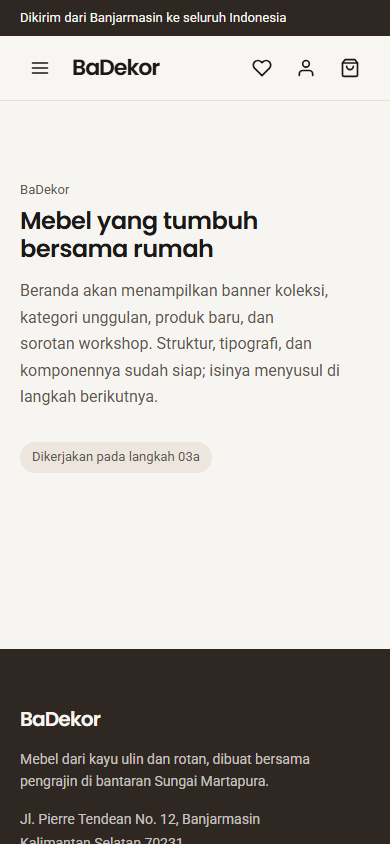 Dikirim dari Banjarmasin ke seluruh Indonesia
BaDekor
BaDekor
Mebel yang tumbuh
bersama rumah
Beranda akan menampilkan banner koleksi,
kategori unggulan, produk baru, dan
sorotan workshop. Struktur, tipografi, dan
komponennya sudah siap; isinya menyusul di
langkah berikutnya.
Dikerjakan pada langkah 03a
BaDekor
Mebel dari kayu ulin dan rotan, dibuat bersama
pengrajin di bantaran Sungai Martapura.
Jl. Pierre Tendean No. 12, Banjarmasin
Kalimantan Selatan 70231